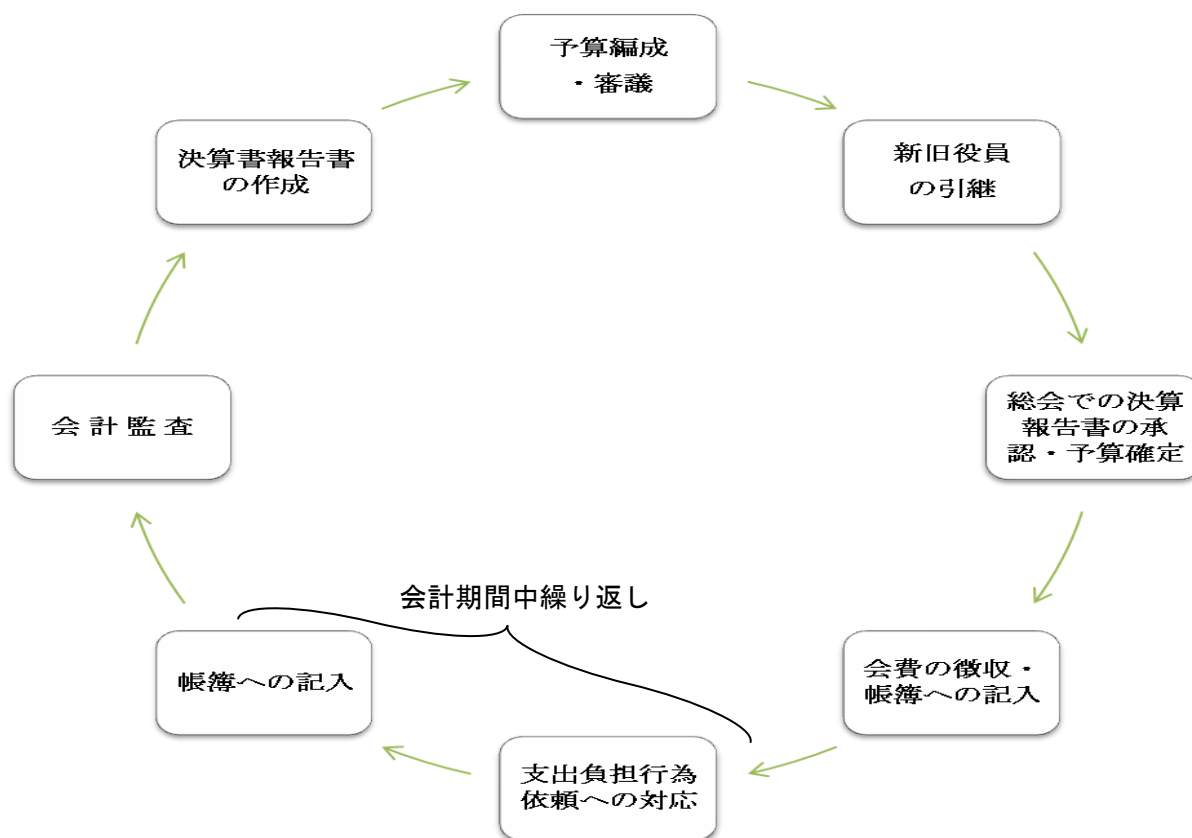 予算編成
・審議
新旧役員
の引継
総会での決算
報告書の承
認・予算確定
会費の徴収・
帳簿への記入
支出負担行為
依頼への対応
会計期間中繰り返し
帳簿への記入
会計監査
決算書報告書
の作成